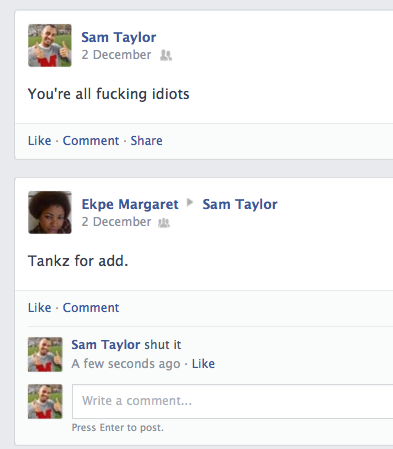 Sam Taylor
2 December
You're all fucking idiots
Like · Comment · Share
Ekpe Margaret ▶ Sam Taylor
2 December
Tankz for add.
Like · Comment
Sam Taylor shut it
A few seconds ago · Like
Write a comment...
Press Enter to post.